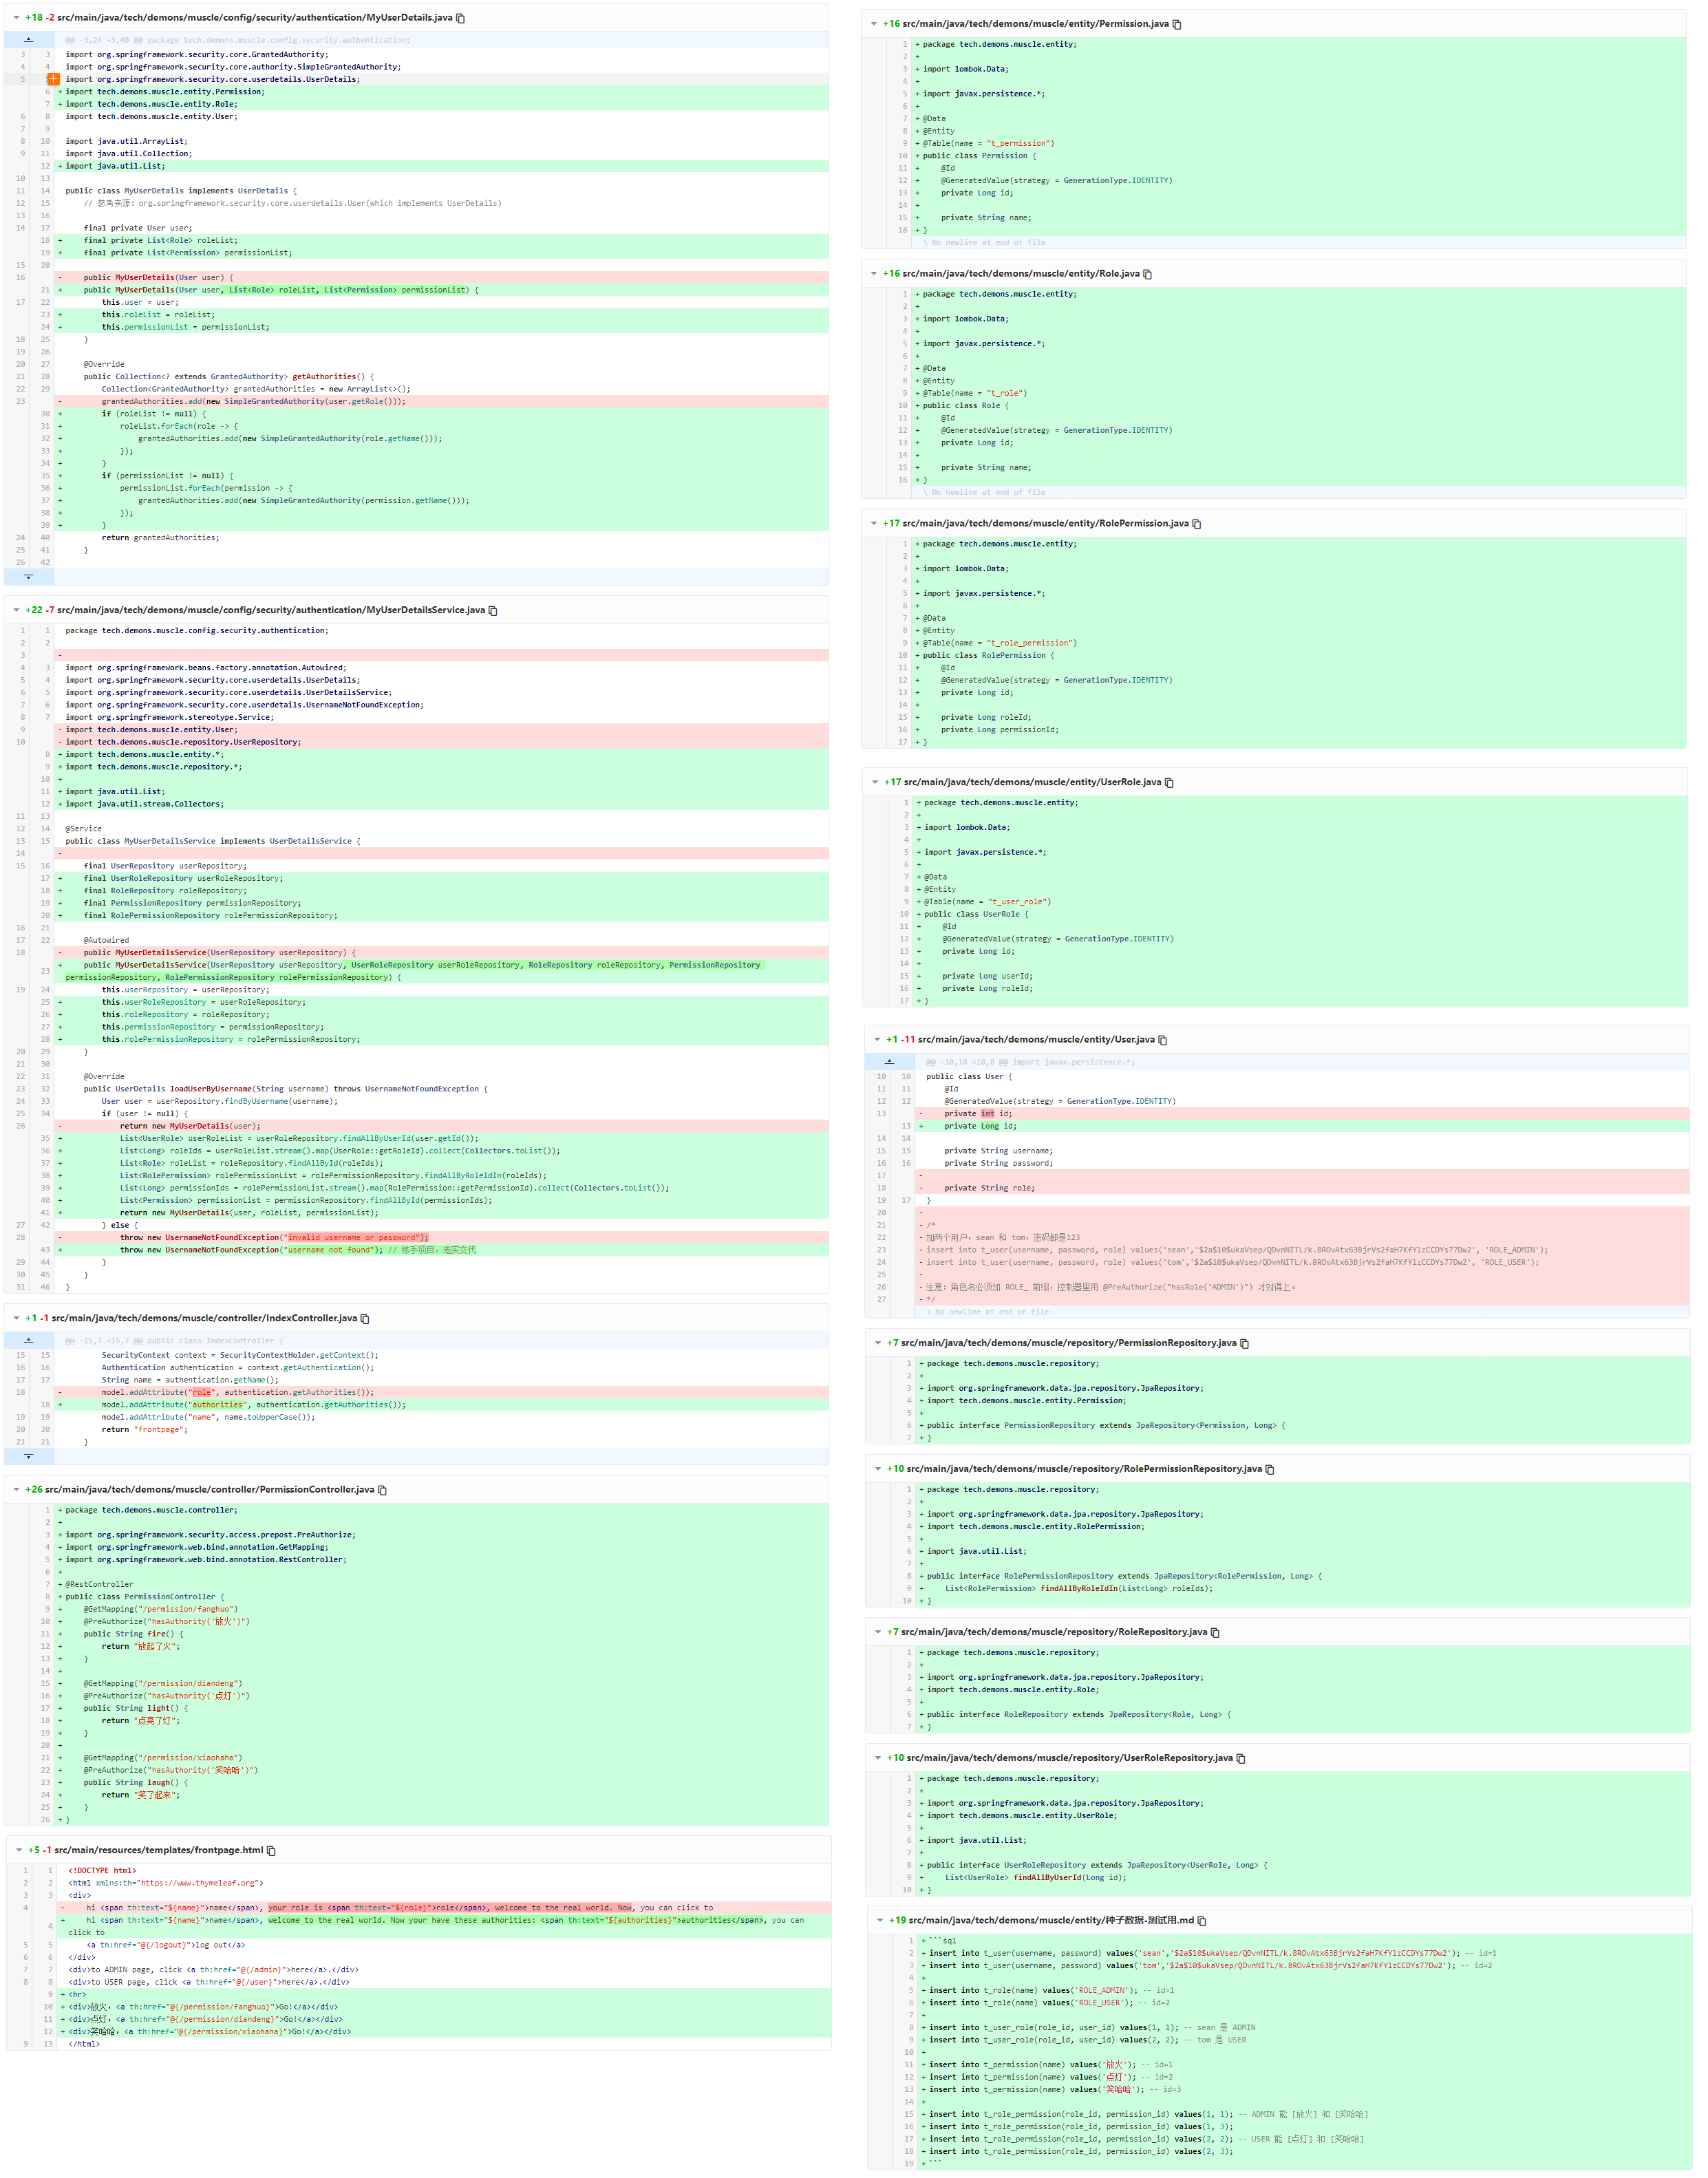 +18 -2 src/main/java/tech/demons/muscle/config/security/authentication/MyUserDetails.java
@@ -3,24 +3,40 @@ package tech.demons.muscle.config.security.authentication;
3 3 import org.springframework.security.core.GrantedAuthority;
4 4 import org.springframework.security.core.authority.SimpleGrantedAuthority;
5 import org.springframework.security.core.userdetails.UserDetails;
6 + import tech.demons.muscle.entity.Permission;
7 + import tech.demons.muscle.entity.Role;
6 8 import tech.demons.muscle.entity.User;
7 9
8 10 import java.util.ArrayList;
9 11 import java.util.Collection;
12 + import java.util.List;
10 13
11 14 public class MyUserDetails implements UserDetails {
12 15 // 参考来源: org.springframework.security.core.userdetails.User(which implements UserDetails)
13 16
14 17 final private User user;
18 + final private List<Role> roleList;
19 + final private List<Permission> permissionList;
15 20
16 - public MyUserDetails(User user) {
21 + public MyUserDetails(User user, List<Role> roleList, List<Permission> permissionList) {
17 22 this.user = user;
23 + this.roleList = roleList;
24 + this.permissionList = permissionList;
18 25 }
19 26
20 27 @Override
21 28 public Collection<? extends GrantedAuthority> getAuthorities() {
22 29 Collection<GrantedAuthority> grantedAuthorities = new ArrayList<>();
23 - grantedAuthorities.add(new SimpleGrantedAuthority(user.getRole()));
30 + if (roleList != null) {
31 + roleList.forEach(role -> {
32 + grantedAuthorities.add(new SimpleGrantedAuthority(role.getName()));
33 + });
34 + }
35 + if (permissionList != null) {
36 + permissionList.forEach(permission -> {
37 + grantedAuthorities.add(new SimpleGrantedAuthority(permission.getName()));
38 + });
39 + }
24 40 return grantedAuthorities;
25 41 }
26 42
+22 -7 src/main/java/tech/demons/muscle/config/security/authentication/MyUserDetailsService.java
1 1 package tech.demons.muscle.config.security.authentication;
2 2
3 -
4 3 import org.springframework.beans.factory.annotation.Autowired;
5 4 import org.springframework.security.core.userdetails.UserDetails;
6 5 import org.springframework.security.core.userdetails.UserDetailsService;
7 6 import org.springframework.security.core.userdetails.UsernameNotFoundException;
8 7 import org.springframework.stereotype.Service;
9 - import tech.demons.muscle.entity.User;
10 - import tech.demons.muscle.repository.UserRepository;
8 + import tech.demons.muscle.entity.*;
9 + import tech.demons.muscle.repository.*;
10 +
11 + import java.util.List;
12 + import java.util.stream.Collectors;
11 13
12 14 @Service
13 15 public class MyUserDetailsService implements UserDetailsService {
14 -
15 16 final UserRepository userRepository;
17 + final UserRoleRepository userRoleRepository;
18 + final RoleRepository roleRepository;
19 + final PermissionRepository permissionRepository;
20 + final RolePermissionRepository rolePermissionRepository;
16 21
17 22 @Autowired
18 - public MyUserDetailsService(UserRepository userRepository) {
23 + public MyUserDetailsService(UserRepository userRepository, UserRoleRepository userRoleRepository, RoleRepository roleRepository, PermissionRepository
permissionRepository, RolePermissionRepository rolePermissionRepository) {
19 24 this.userRepository = userRepository;
25 + this.userRoleRepository = userRoleRepository;
26 + this.roleRepository = roleRepository;
27 + this.permissionRepository = permissionRepository;
28 + this.rolePermissionRepository = rolePermissionRepository;
20 29 }
21 30
22 31 @Override
23 32 public UserDetails loadUserByUsername(String username) throws UsernameNotFoundException {
24 33 User user = userRepository.findByUsername(username);
25 34 if (user != null) {
26 - return new MyUserDetails(user);
35 + List<UserRole> userRoleList = userRoleRepository.findAllByUserId(user.getId());
36 + List<Long> roleIds = userRoleList.stream().map(UserRole::getRoleId).collect(Collectors.toList());
37 + List<Role> roleList = roleRepository.findAllById(roleIds);
38 + List<RolePermission> rolePermissionList = rolePermissionRepository.findAllByRoleIdIn(roleIds);
39 + List<Long> permissionIds = rolePermissionList.stream().map(RolePermission::getPermissionId).collect(Collectors.toList());
40 + List<Permission> permissionList = permissionRepository.findAllById(permissionIds);
41 + return new MyUserDetails(user, roleList, permissionList);
27 42 } else {
28 - throw new UsernameNotFoundException("invalid username or password");
43 + throw new UsernameNotFoundException("username not found"); // 练手项目，老实交代
29 44 }
30 45 }
31 46 }
+1 -1 src/main/java/tech/demons/muscle/controller/IndexController.java
@@ -15,7 +15,7 @@ public class IndexController {
15 15 SecurityContext context = SecurityContextHolder.getContext();
16 16 Authentication authentication = context.getAuthentication();
17 17 String name = authentication.getName();
18 - model.addAttribute("role", authentication.getAuthorities());
18 + model.addAttribute("authorities", authentication.getAuthorities());
19 19 model.addAttribute("name", name.toUpperCase());
20 20 return "frontpage";
21 21 }
+26 src/main/java/tech/demons/muscle/controller/PermissionController.java
1 + package tech.demons.muscle.controller;
2 +
3 + import org.springframework.security.access.prepost.PreAuthorize;
4 + import org.springframework.web.bind.annotation.GetMapping;
5 + import org.springframework.web.bind.annotation.RestController;
6 +
7 + @RestController
8 + public class PermissionController {
9 + @GetMapping("/permission/fanghuo")
10 + @PreAuthorize("hasAuthority('放火')")
11 + public String fire() {
12 + return "放起了火";
13 + }
14 +
15 + @GetMapping("/permission/diandeng")
16 + @PreAuthorize("hasAuthority('点灯')")
17 + public String light() {
18 + return "点亮了灯";
19 + }
20 +
21 + @GetMapping("/permission/xiaohaha")
22 + @PreAuthorize("hasAuthority('笑哈哈')")
23 + public String laugh() {
24 + return "笑了起来";
25 + }
26 + }
+5 -1 src/main/resources/templates/frontpage.html
1 1 <!DOCTYPE html>
2 2 <html xmlns:th="https://www.thymeleaf.org">
3 3 <div>
4 - hi <span th:text="${name}">name</span>, your role is <span th:text="${role}">role</span>, welcome to the real world. Now, you can click to
4 + hi <span th:text="${name}">name</span>, welcome to the real world. Now your have these authorities: <span th:text="${authorities}">authorities</span>, you can
click to
5 5 <a th:href="@{/logout}">log out</a>
6 6 </div>
7 7 <div>to ADMIN page, click <a th:href="@{/admin}">here</a>.</div>
8 8 <div>to USER page, click <a th:href="@{/user}">here</a>.</div>
9 + <hr>
10 + <div>放火，<a th:href="@{/permission/fanghuo}">Go!</a></div>
11 + <div>点灯，<a th:href="@{/permission/diandeng}">Go!</a></div>
12 + <div>笑哈哈，<a th:href="@{/permission/xiaohaha}">Go!</a></div>
9 13 </html>
+16 src/main/java/tech/demons/muscle/entity/Permission.java
1 + package tech.demons.muscle.entity;
2 +
3 + import lombok.Data;
4 +
5 + import javax.persistence.*;
6 +
7 + @Data
8 + @Entity
9 + @Table(name = "t_permission")
10 + public class Permission {
11 + @Id
12 + @GeneratedValue(strategy = GenerationType.IDENTITY)
13 + private Long id;
14 +
15 + private String name;
16 + }
\ No newline at end of file
+16 src/main/java/tech/demons/muscle/entity/Role.java
1 + package tech.demons.muscle.entity;
2 +
3 + import lombok.Data;
4 +
5 + import javax.persistence.*;
6 +
7 + @Data
8 + @Entity
9 + @Table(name = "t_role")
10 + public class Role {
11 + @Id
12 + @GeneratedValue(strategy = GenerationType.IDENTITY)
13 + private Long id;
14 +
15 + private String name;
16 + }
\ No newline at end of file
+17 src/main/java/tech/demons/muscle/entity/RolePermission.java
1 + package tech.demons.muscle.entity;
2 +
3 + import lombok.Data;
4 +
5 + import javax.persistence.*;
6 +
7 + @Data
8 + @Entity
9 + @Table(name = "t_role_permission")
10 + public class RolePermission {
11 + @Id
12 + @GeneratedValue(strategy = GenerationType.IDENTITY)
13 + private Long id;
14 +
15 + private Long roleId;
16 + private Long permissionId;
17 + }
+17 src/main/java/tech/demons/muscle/entity/UserRole.java
1 + package tech.demons.muscle.entity;
2 +
3 + import lombok.Data;
4 +
5 + import javax.persistence.*;
6 +
7 + @Data
8 + @Entity
9 + @Table(name = "t_user_role")
10 + public class UserRole {
11 + @Id
12 + @GeneratedValue(strategy = GenerationType.IDENTITY)
13 + private Long id;
14 +
15 + private Long userId;
16 + private Long roleId;
17 + }
+1 -11 src/main/java/tech/demons/muscle/entity/User.java
@@ -10,18 +10,8 @@ import javax.persistence.*;
10 10 public class User {
11 11 @Id
12 12 @GeneratedValue(strategy = GenerationType.IDENTITY)
13 - private int id;
13 + private Long id;
14 14
15 15 private String username;
16 16 private String password;
17 -
18 - private String role;
19 17 }
20 -
21 - /*
22 - 加两个用户，sean 和 tom，密码都是123
23 - insert into t_user(username, password, role) values('sean','$2a$10$ukaVsep/QDvnNITL/k.8ROvAtx63BjrVs2faH7KfYlzCCDYs77Dw2', 'ROLE_ADMIN');
24 - insert into t_user(username, password, role) values('tom','$2a$10$ukaVsep/QDvnNITL/k.8ROvAtx63BjrVs2faH7KfYlzCCDYs77Dw2', 'ROLE_USER');
25 -
26 - 注意：角色名必须加 ROLE_ 前缀，控制器里用 @PreAuthorize("hasRole('ADMIN')") 才对得上。
27 - */
\ No newline at end of file
+7 src/main/java/tech/demons/muscle/repository/PermissionRepository.java
1 + package tech.demons.muscle.repository;
2 +
3 + import org.springframework.data.jpa.repository.JpaRepository;
4 + import tech.demons.muscle.entity.Permission;
5 +
6 + public interface PermissionRepository extends JpaRepository<Permission, Long> {
7 + }
+10 src/main/java/tech/demons/muscle/repository/RolePermissionRepository.java
1 + package tech.demons.muscle.repository;
2 +
3 + import org.springframework.data.jpa.repository.JpaRepository;
4 + import tech.demons.muscle.entity.RolePermission;
5 +
6 + import java.util.List;
7 +
8 + public interface RolePermissionRepository extends JpaRepository<RolePermission, Long> {
9 + List<RolePermission> findAllByRoleIdIn(List<Long> roleIds);
10 + }
+7 src/main/java/tech/demons/muscle/repository/RoleRepository.java
1 + package tech.demons.muscle.repository;
2 +
3 + import org.springframework.data.jpa.repository.JpaRepository;
4 + import tech.demons.muscle.entity.Role;
5 +
6 + public interface RoleRepository extends JpaRepository<Role, Long> {
7 + }
+10 src/main/java/tech/demons/muscle/repository/UserRoleRepository.java
1 + package tech.demons.muscle.repository;
2 +
3 + import org.springframework.data.jpa.repository.JpaRepository;
4 + import tech.demons.muscle.entity.UserRole;
5 +
6 + import java.util.List;
7 +
8 + public interface UserRoleRepository extends JpaRepository<UserRole, Long> {
9 + List<UserRole> findAllByUserId(Long id);
10 + }
+19 src/main/java/tech/demons/muscle/entity/种子数据-测试用.md
1 + ```sql
2 + insert into t_user(username, password) values('sean','$2a$10$ukaVsep/QDvnNITL/k.8ROvAtx63BjrVs2faH7KfYlzCCDYs77Dw2'); -- id=1
3 + insert into t_user(username, password) values('tom','$2a$10$ukaVsep/QDvnNITL/k.8ROvAtx63BjrVs2faH7KfYlzCCDYs77Dw2'); -- id=2
4 +
5 + insert into t_role(name) values('ROLE_ADMIN'); -- id=1
6 + insert into t_role(name) values('ROLE_USER'); -- id=2
7 +
8 + insert into t_user_role(role_id, user_id) values(1, 1); -- sean 是 ADMIN
9 + insert into t_user_role(role_id, user_id) values(2, 2); -- tom 是 USER
10 +
11 + insert into t_permission(name) values('放火'); -- id=1
12 + insert into t_permission(name) values('点灯'); -- id=2
13 + insert into t_permission(name) values('笑哈哈'); -- id=3
14 +
15 + insert into t_role_permission(role_id, permission_id) values(1, 1); -- ADMIN 能 [放火] 和 [笑哈哈]
16 + insert into t_role_permission(role_id, permission_id) values(1, 3);
17 + insert into t_role_permission(role_id, permission_id) values(2, 2); -- USER 能 [点灯] 和 [笑哈哈]
18 + insert into t_role_permission(role_id, permission_id) values(2, 3);
19 + ```